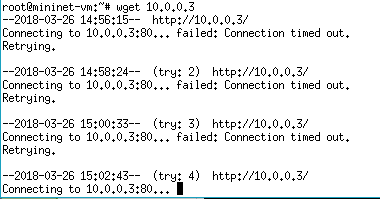 root@mininet-vm:~# wget 10.0.0.3
--2018-03-26 14:56:15--  http://10.0.0.3/
Connecting to 10.0.0.3:80... failed: Connection timed out.
Retrying.

--2018-03-26 14:58:24--  (try: 2)  http://10.0.0.3/
Connecting to 10.0.0.3:80... failed: Connection timed out.
Retrying.

--2018-03-26 15:00:33--  (try: 3)  http://10.0.0.3/
Connecting to 10.0.0.3:80... failed: Connection timed out.
Retrying.

--2018-03-26 15:02:43--  (try: 4)  http://10.0.0.3/
Connecting to 10.0.0.3:80...